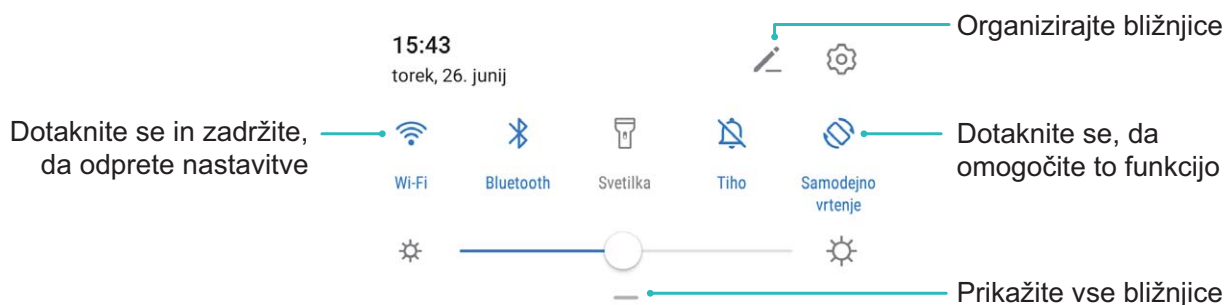 Organizirajte bližnjice
15:43
torek, 26. junij
Dotaknite se in zadržite,
da odprete nastavitve
Dotaknite se, da
omogočite to funkcijo
Wi-Fi
Bluetooth
Svetilka
Tiho
Samodejno
vrtenje
Prikažite vse bližnjice